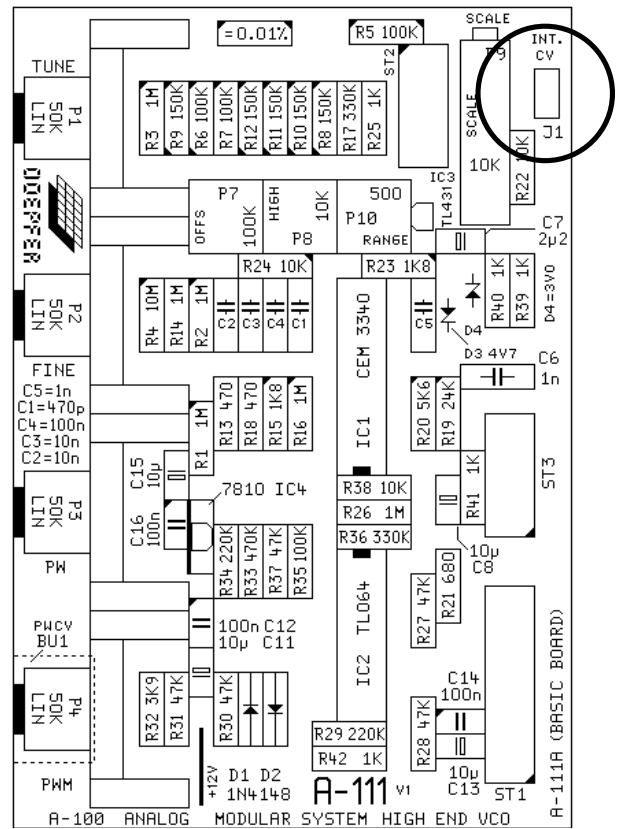 SCALE
=0.01%
R5 100K
INT.
CV
ST2
P9
SCALE
10K
J1
R22 10K
TUNE
P1
50K
LIN
R3 1M
R9 150K
R6 100K
R7 100K
R12 150K
R11 150K
R10 150K
R8 150K
R17 330K
R25 1K
IC3
TL431
DOEPFER
P7
OFFS
100K
HIGH
10K
P8
500
P10
RANGE
C7
2µ2
R24 10K
R23 1K8
P2
50K
LIN
FINE
R4 10M
R14 1M
R2 1M
C2
C3
C4
C1
CEM 3340
IC1
C5
D4
R40 1K
R39 1K
D4=3V0
D3 4V7
C6
1n
C5=1n
C1=470p
C4=100n
C3=10n
C2=10n
R1 1M
R13 470
R18 470
R15 1K8
R16 1M
R20 5K6
R19 24K
C15
10µ
7810 IC4
C16
100n
R38 10K
R26 1M
R36 330K
R41 1K
ST3
P3
50K
LIN
PW
R34 220K
R33 470K
R37 47K
R35 100K
10µ
C8
TL064
IC2
R27 47K
R21 680
PWCV
BU1
100n C12
10µ C11
P4
50K
LIN
PWM
R32 3K9
R31 47K
R30 47K
C14
100n
R28 47K
R29 220K
R42 1K
+12V
D1 D2
1N4148
A-111 V1
10µ
C13
ST1
A-111A (BASIC BOARD)
A-100 ANALOG MODULAR SYSTEM HIGH END VCO